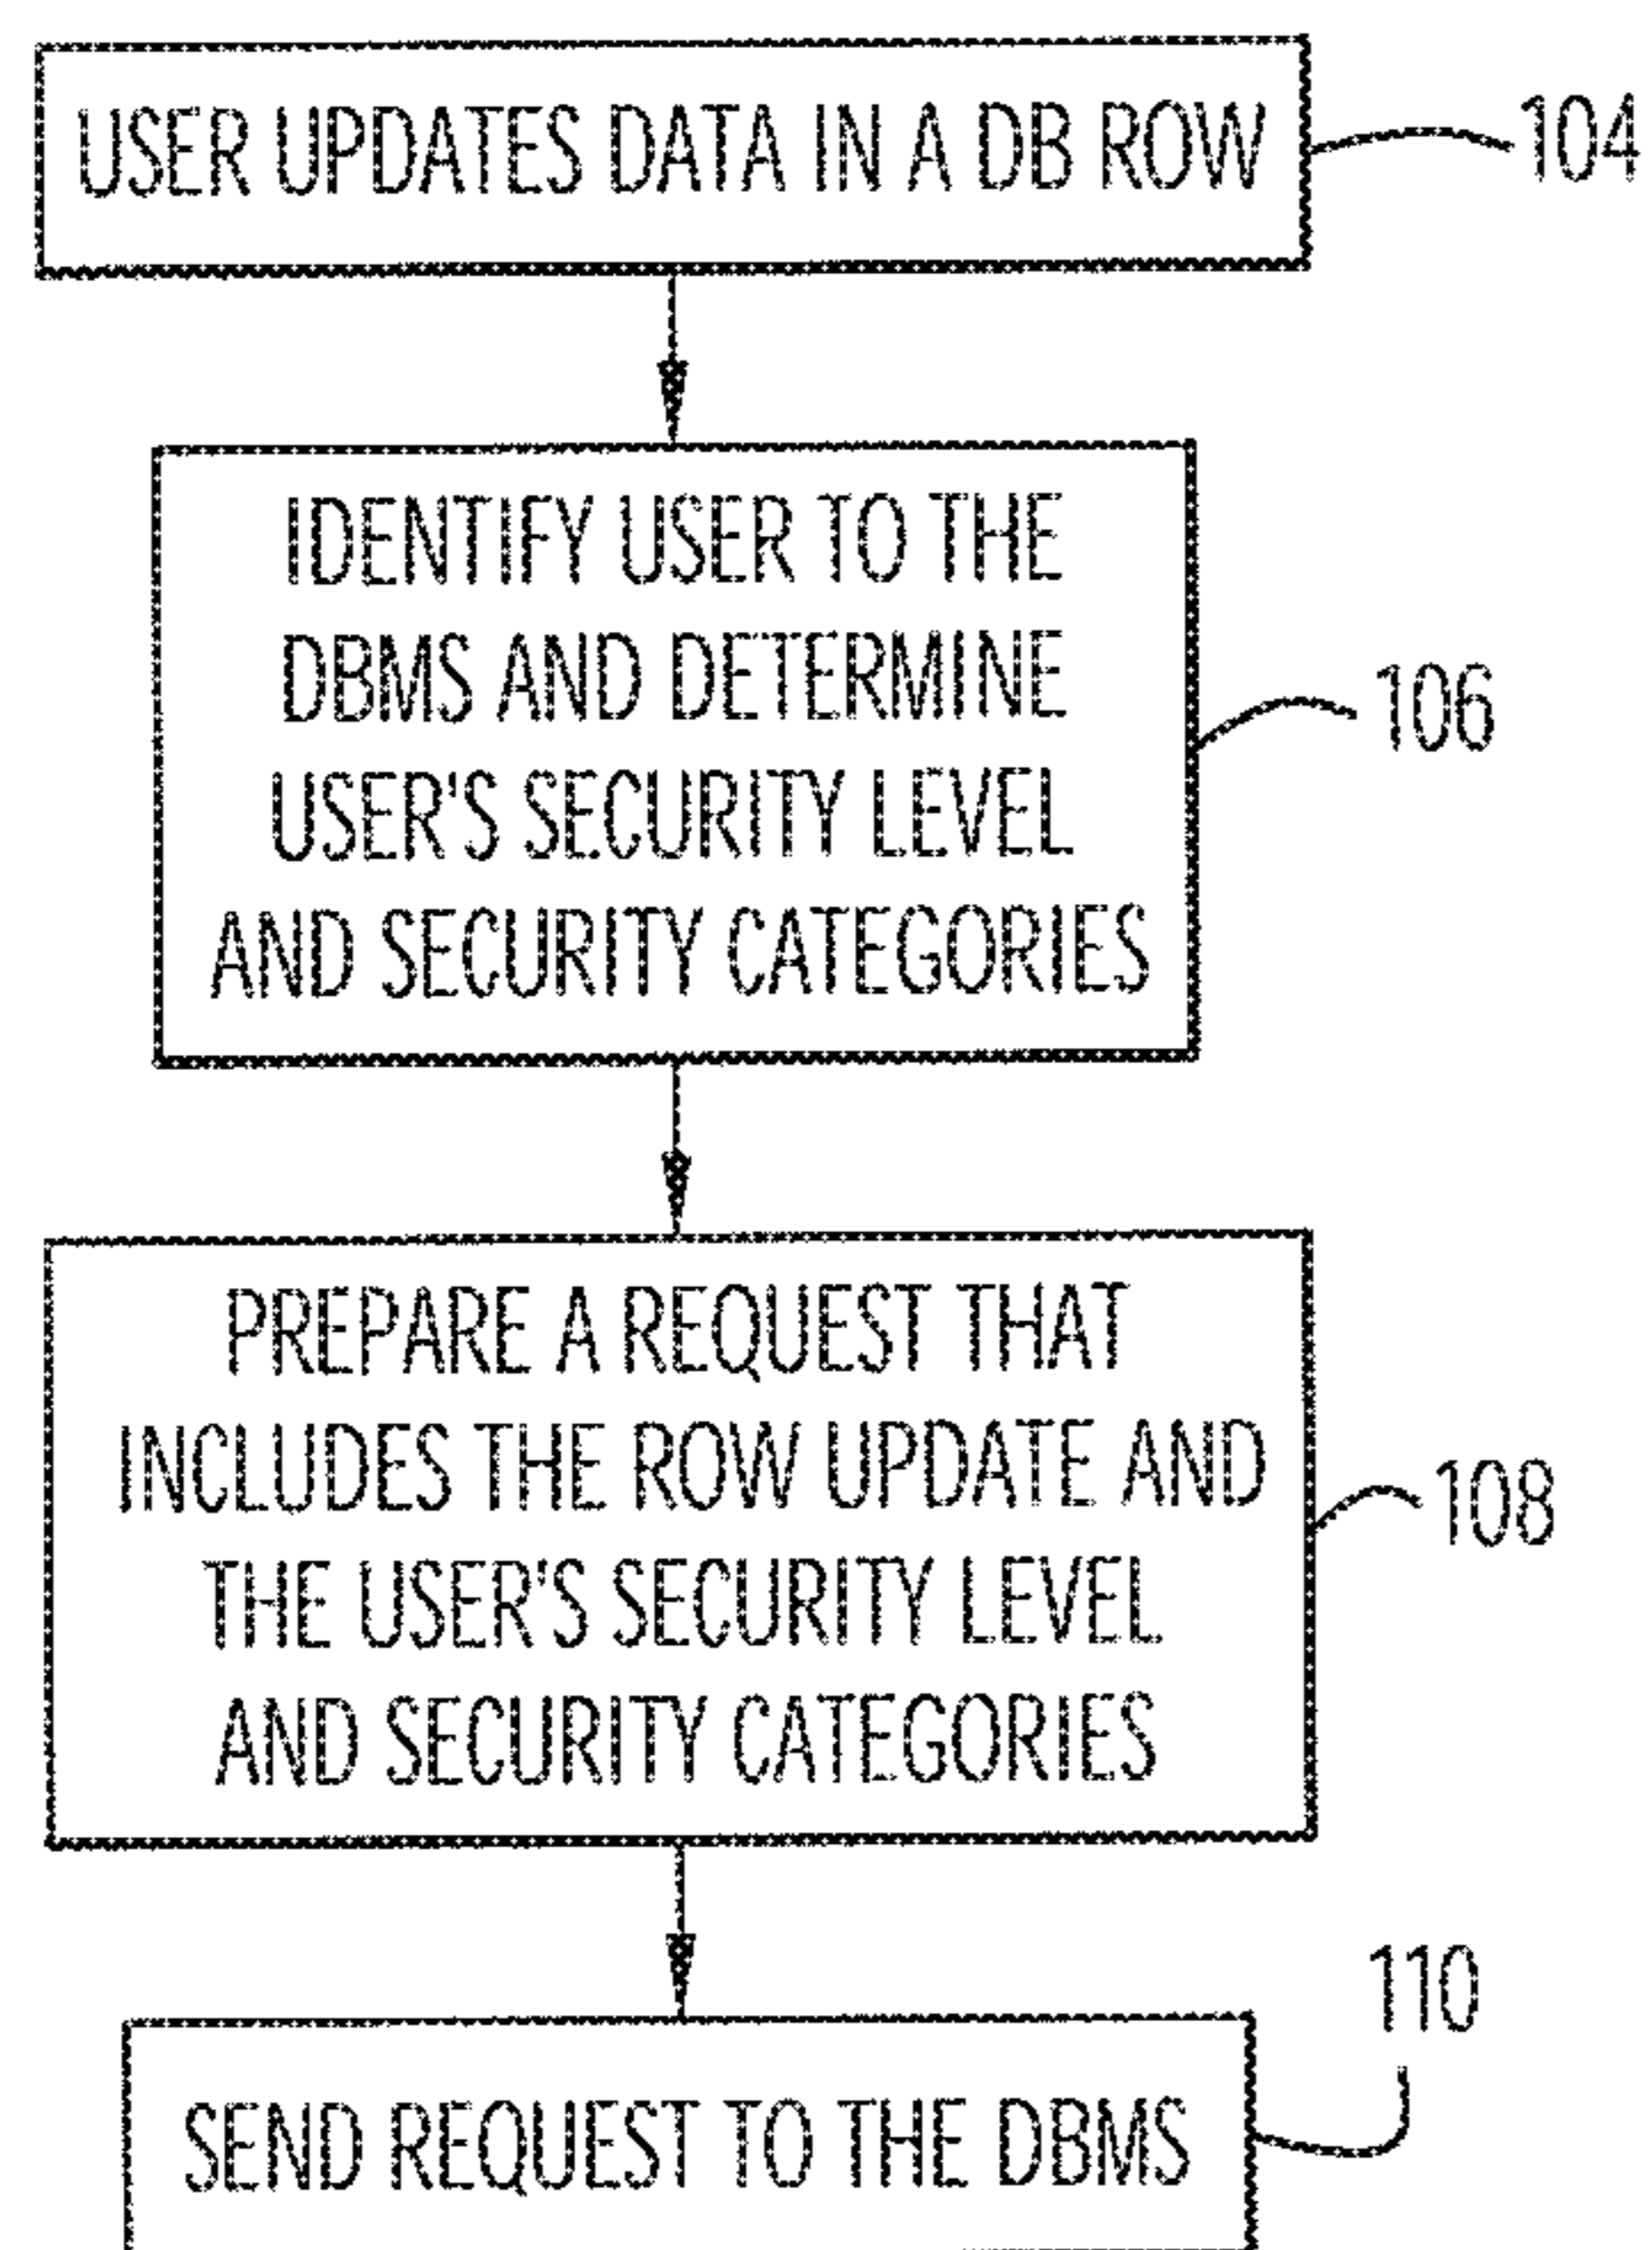 USER UPDATES DATA IN A DB ROW
104
IDENTIFY USER TO THE
DBMS AND DETERMINE
USER'S SECURITY LEVEL
AND SECURITY CATEGORIES
106
PREPARE A REQUEST THAT
INCLUDES THE ROW UPDATE AND
THE USER'S SECURITY LEVEL
AND SECURITY CATEGORIES
108
110
SEND REQUEST TO THE DBMS